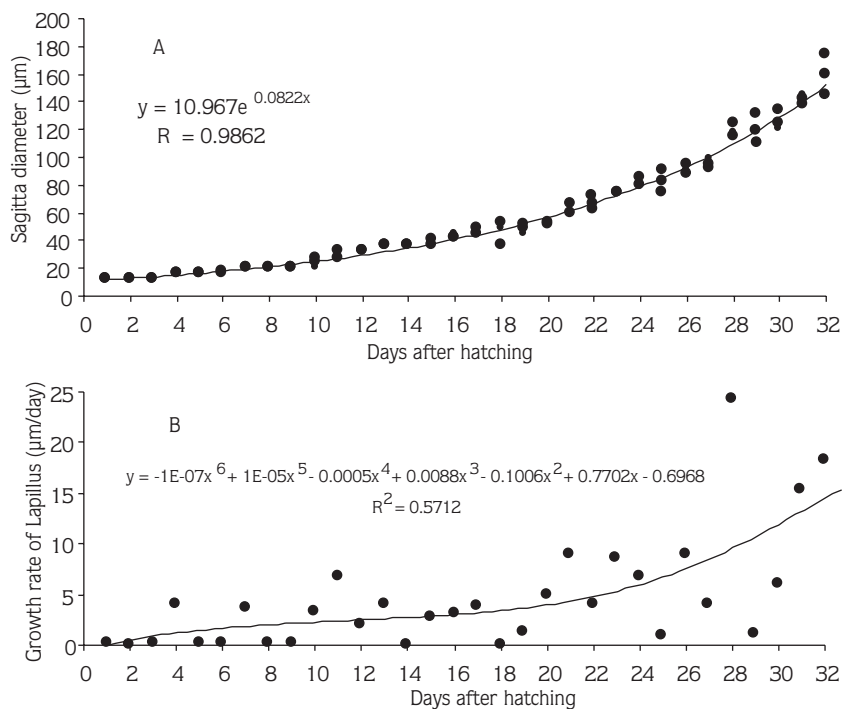 A
y = 10.967e 0.0822x
R = 0.9862
Sagitta diameter (µm)
200
180
160
140
120
100
80
60
40
20
0
0 2 4 6 8 10 12 14 16 18 20 22 24 26 28 30 32
Days after hatching
B
y = -1E-07x 6 + 1E-05x 5 - 0.0005x 4 + 0.0088x 3 - 0.1006x 2 + 0.7702x - 0.6968
R 2 = 0.5712
Growth rate of Lapillus (µm/day)
25
20
15
10
5
0
0 2 4 6 8 10 12 14 16 18 20 22 24 26 28 30 32
Days after hatching